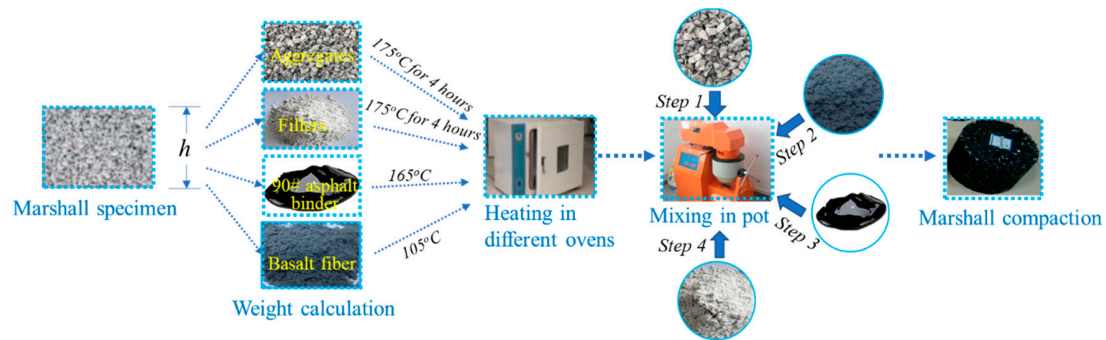 h
Marshall specimen
Aggregates
Fillers
90# asphalt
binder
Basalt fiber
Weight calculation
175°C for 4 hours
175°C for 4 hours
165°C
105°C
Heating in
different ovens
Step 1
Step 2
Step 3
Step 4
Mixing in pot
Marshall compaction